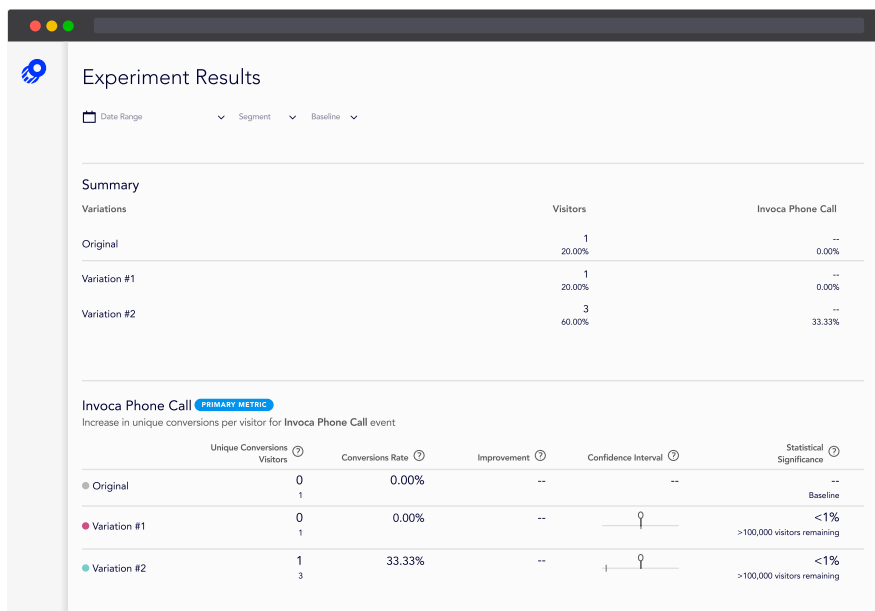 Experiment Results
Date Range Segment Baseline
Summary
Variations Visitors Invoca Phone Call
Original 1 --
20.00% 0.00%
Variation #1 1 --
20.00% 0.00%
Variation #2 3 --
60.00% 33.33%
Invoca Phone Call PRIMARY METRIC
Increase in unique conversions per visitor for Invoca Phone Call event
Unique Conversions Visitors ? Conversions Rate ? Improvement ? Confidence Interval ? Statistical Significance ?
Original 0 0.00% -- -- --
1 Baseline
Variation #1 0 0.00% -- <1%
1 >100,000 visitors remaining
Variation #2 1 33.33% -- <1%
3 >100,000 visitors remaining